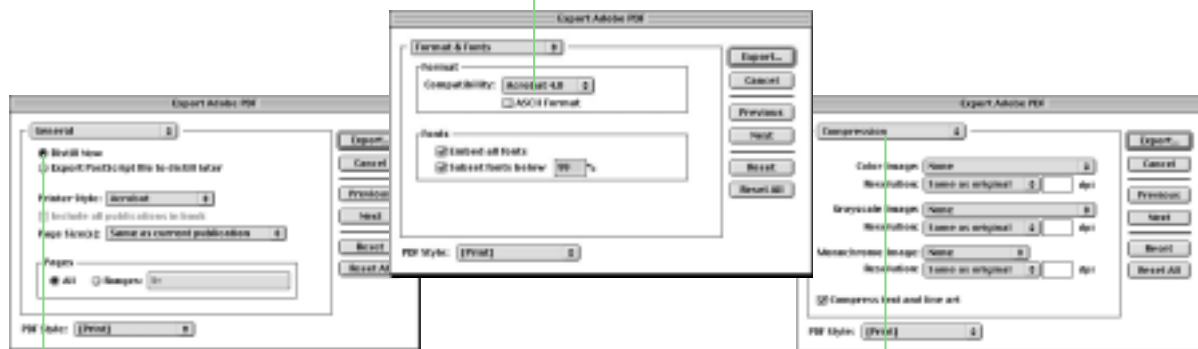 Export Adobe PDF
General
Distill Now
Export PostScript file to distill later
Printer Style: Acrobat
Include all publications in book
Page Size(s): Same as current publication
Pages
All
Ranges:
PDF Style: [Print]
Export...
Cancel
Previous
Next
Reset
Reset All
Export Adobe PDF
Format & Fonts
Format
Compatibility: Acrobat 4.0
ASCII Format
Fonts
Embed all fonts
Subset fonts below 99 %
PDF Style: [Print]
Export...
Cancel
Previous
Next
Reset
Reset All
Export Adobe PDF
Compression
Color Image: None
Resolution: Same as original dpi
Grayscale Image: None
Resolution: Same as original dpi
Monochrome Image: None
Resolution: Same as original dpi
Compress text and line art
PDF Style: [Print]
Export...
Cancel
Previous
Next
Reset
Reset All